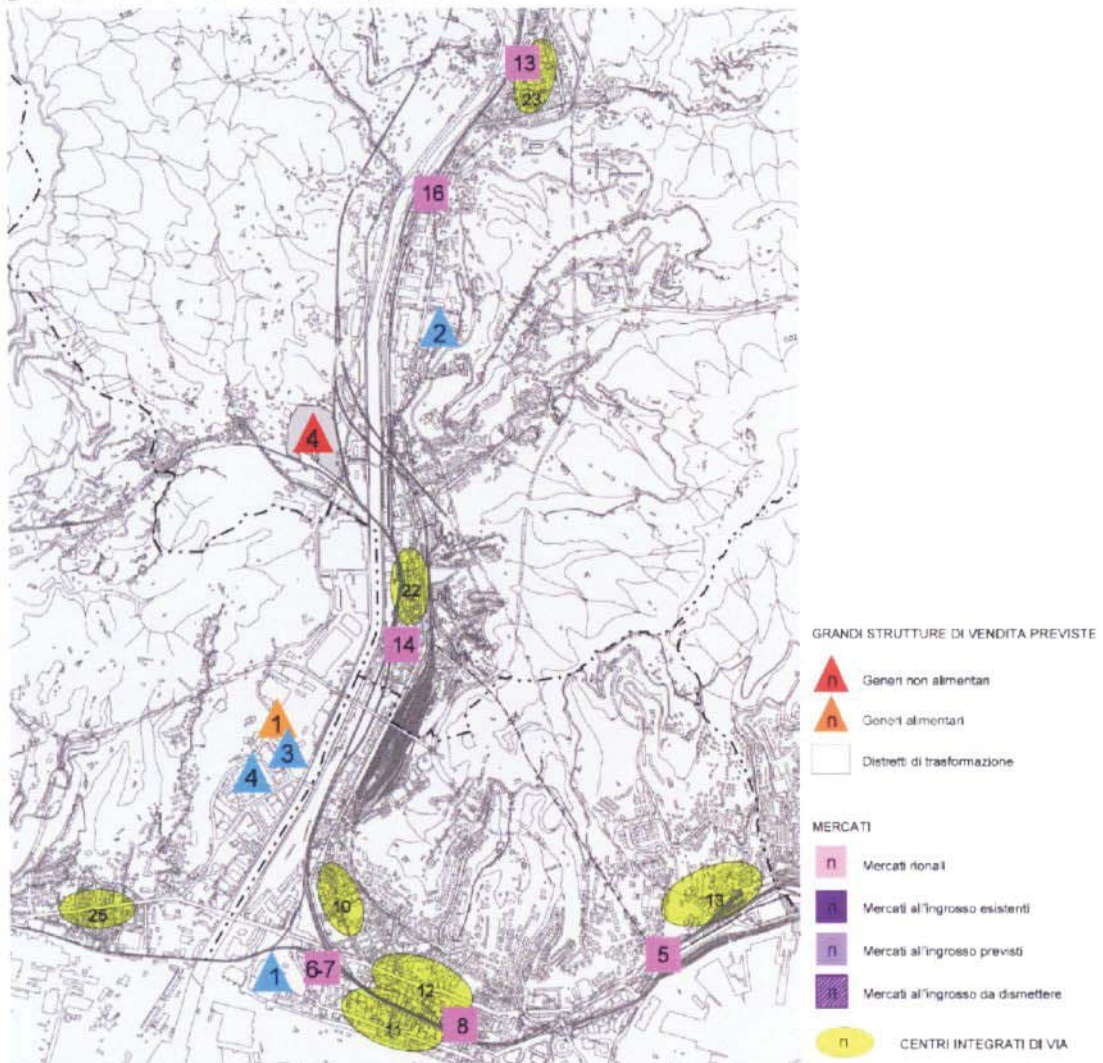 13
23
16
2
4
22
14
1
3
4
10
25
13
6-7
5
1
12
11
8
GRANDI STRUTTURE DI VENDITA PREVISTE
n Generi non alimentari
n Generi alimentari
Distretti di trasformazione
MERCATI
n Mercati rionali
n Mercati all'ingrosso esistenti
n Mercati all'ingrosso previsti
n Mercati all'ingrosso da dismettere
n CENTRI INTEGRATI DI VIA